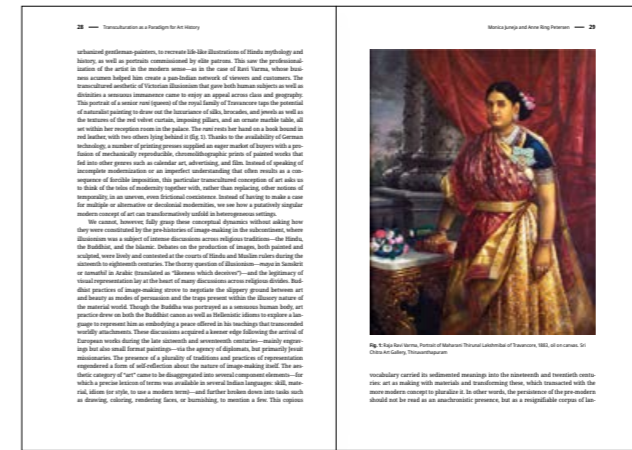 28 — Transculturation as a Paradigm for Art History
urbanized gentleman-painters, to recreate life-like illustrations of Hindu mythology and
history, as well as portraits commissioned by elite patrons. This saw the professional-
ization of the artist in the modern sense—as in the case of Ravi Varma, whose busi-
ness acumen helped him create a pan-Indian network of viewers and customers. The
transcultured aesthetic of Victorian illusionism that gave both human subjects as well as
divinities a sensuous immanence came to enjoy an appeal across class and geography.
This portrait of a senior rani (queen) of the royal family of Travancore taps the potential
of naturalist painting to draw out the luxuriance of silks, brocades, and jewels as well as
the textures of the red velvet curtain, imposing pillars, and an ornate marble table, all
set within her reception room in the palace. The rani rests her hand on a book bound in
red leather, with two others lying behind it (fig. 1). Thanks to the availability of German
technology, a number of printing presses supplied an eager market of buyers with a pro-
fusion of mechanically reproducible, chromolithographic prints of painted works that
fed into other genres such as calendar art, advertising, and film. Instead of speaking of
incomplete modernization or an imperfect understanding that often results as a con-
sequence of forcible imposition, this particular transcultured conception of art asks us
to think of the telos of modernity together with, rather than replacing, other notions of
temporality, in an uneven, even frictional coexistence. Instead of having to make a case
for multiple or alternative or decolonial modernities, we see how a putatively singular
modern concept of art can transformatively unfold in heterogeneous settings.
We cannot, however, fully grasp these conceptual dynamics without asking how
they were constituted by the pre-histories of image-making in the subcontinent, where
illusionism was a subject of intense discussions across religious traditions—the Hindu,
the Buddhist, and the Islamic. Debates on the production of images, both painted and
sculpted, were lively and contested at the courts of Hindu and Muslim rulers during the
sixteenth to eighteenth centuries. The thorny question of illusionism—maya in Sanskrit
or tamathil in Arabic (translated as “likeness which deceives”)—and the legitimacy of
visual representation lay at the heart of many discussions across religious divides. Bud-
dhist practices of image-making strove to negotiate the slippery ground between art
and beauty as modes of persuasion and the traps present within the illusory nature of
the material world. Though the Buddha was portrayed as a sensuous human body, art
practice drew on both the Buddhist canon as well as Hellenistic idioms to explore a lan-
guage to represent him as embodying a peace offered in his teachings that transcended
worldly attachments. These discussions acquired a keener edge following the arrival of
European works during the late sixteenth and seventeenth centuries—mainly engrav-
ings but also small format paintings—via the agency of diplomats, but primarily Jesuit
missionaries. The presence of a plurality of traditions and practices of representation
engendered a form of self-reflection about the nature of image-making itself. The aes-
thetic category of “art” came to be disaggregated into several component elements—for
which a precise lexicon of terms was available in several Indian languages: skill, mate-
rial, idiom (or style, to use a modern term)—and further broken down into tasks such
as drawing, coloring, rendering faces, or burnishing, to mention a few. This copious
Monica Juneja and Anne Ring Petersen — 29
Fig. 1: Raja Ravi Varma, Portrait of Maharani Thirunal Lakshmibai of Travancore, 1883, oil on canvas. Sri
Chitra Art Gallery, Thiruvanthapuram
vocabulary carried its sedimented meanings into the nineteenth and twentieth centu-
ries: art as making with materials and transforming these, which transacted with the
more modern concept to pluralize it. In other words, the persistence of the pre-modern
should not be read as an anachronistic presence, but as a resignifiable corpus of lan-